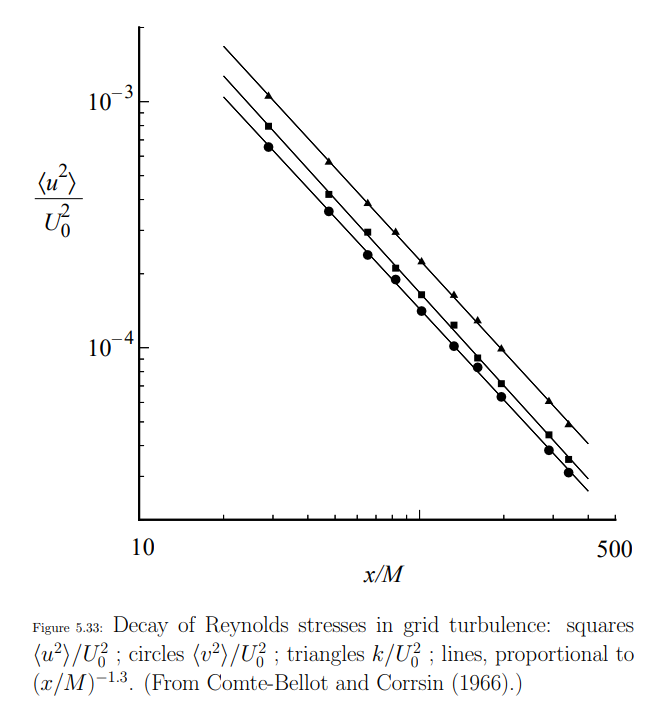 10⁻³
⟨u²⟩
U₀²
10⁻⁴
10
500
x/M
Figure 5.33: Decay of Reynolds stresses in grid turbulence: squares
⟨u²⟩/U₀² ; circles ⟨v²⟩/U₀² ; triangles k/U₀² ; lines, proportional to
(x/M)⁻¹·³. (From Comte-Bellot and Corrsin (1966).)